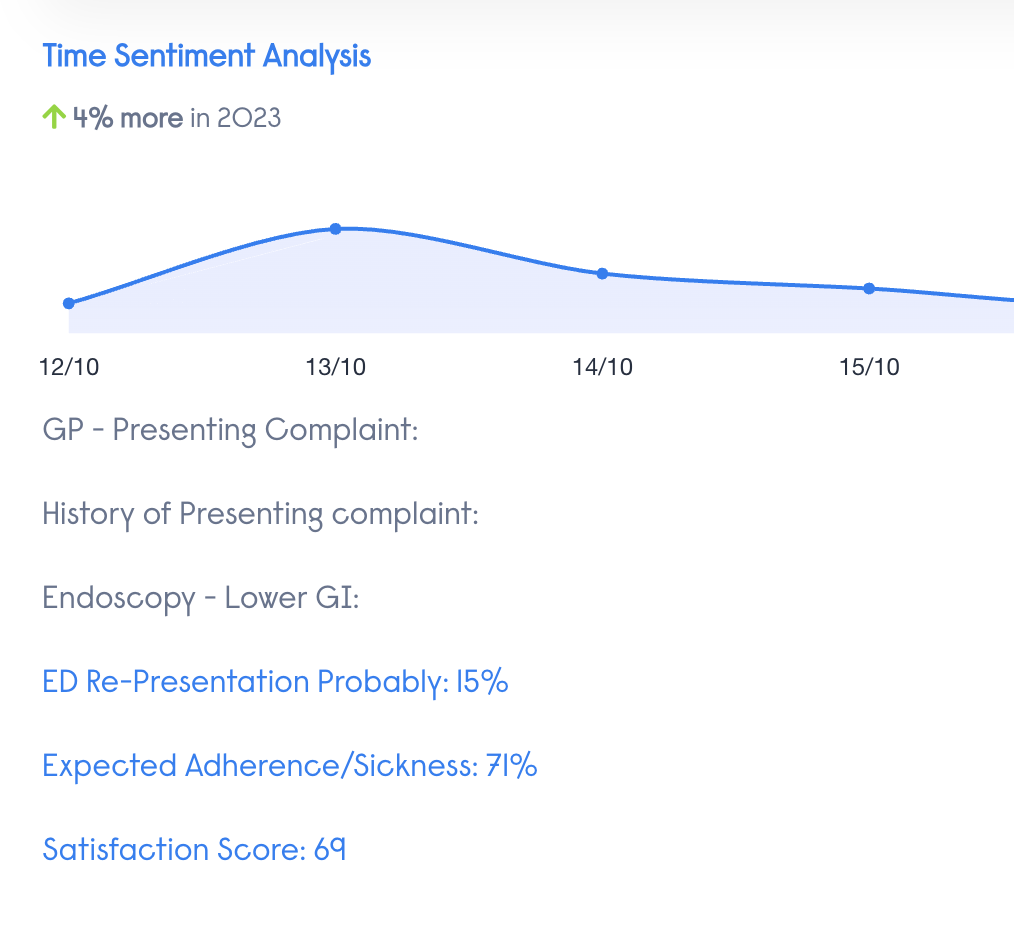 Time Sentiment Analysis
4% more in 2023
12/10 13/10 14/10 15/10
GP - Presenting Complaint:
History of Presenting complaint:
Endoscopy - Lower GI:
ED Re-Presentation Probably: 15%
Expected Adherence/Sickness: 71%
Satisfaction Score: 69